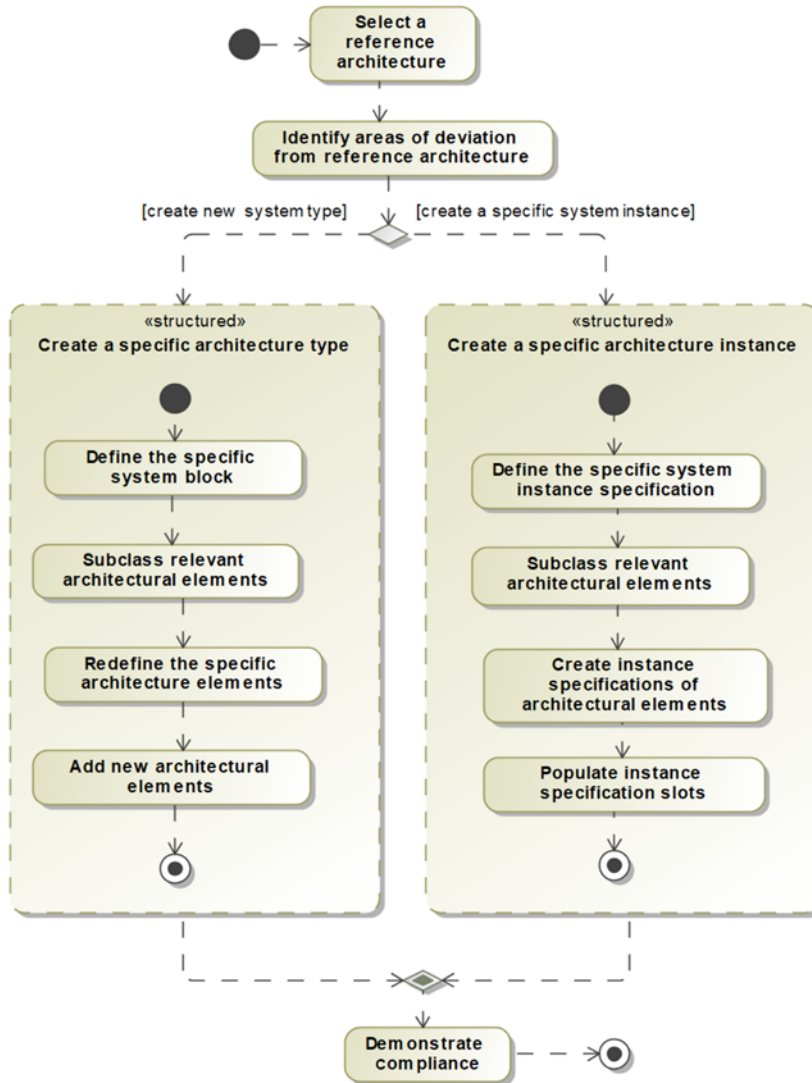 Select a
reference
architecture
Identify areas of deviation
from reference architecture
[create new system type]
[create a specific system instance]
«structured»
Create a specific architecture type
Define the specific
system block
Subclass relevant
architectural elements
Redefine the specific
architecture elements
Add new architectural
elements
«structured»
Create a specific architecture instance
Define the specific system
instance specification
Subclass relevant
architectural elements
Create instance
specifications of
architectural elements
Populate instance
specification slots
Demonstrate
compliance